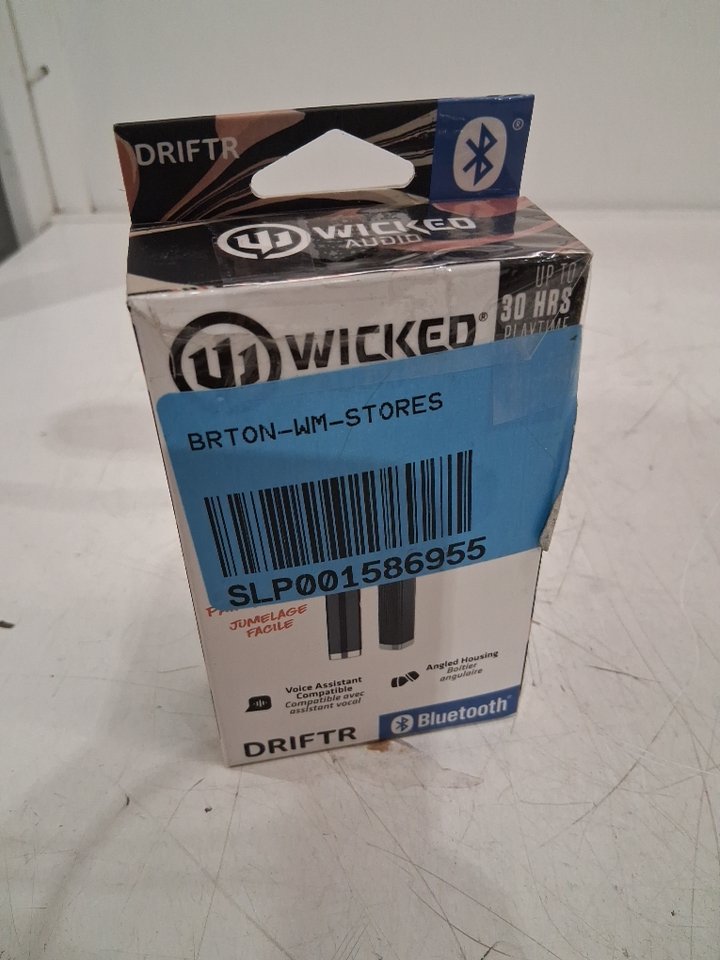 DRIFTR
®
WICKED
AUDIO
UP TO
30 HRS
PLAYTIME
WICKED®
BRTON-WM-STORES
SLP001586955
JUMELAGE
FACILE
Voice Assistant
Compatible
Compatible avec
assistant vocal
Angled Housing
Boîtier
angulaire
DRIFTR
Bluetooth®